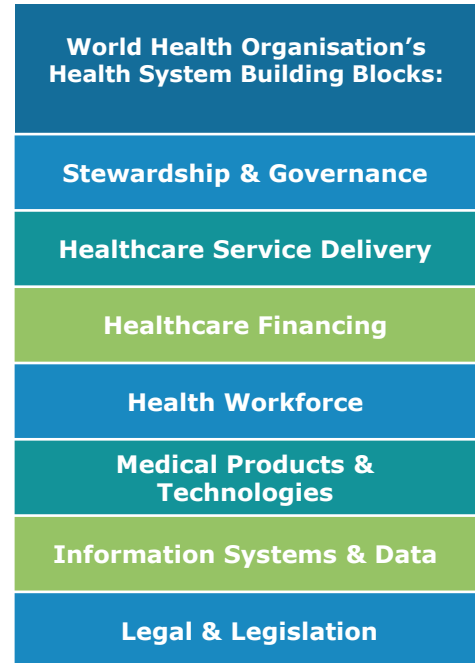 World Health Organisation’s
Health System Building Blocks:
Stewardship & Governance
Healthcare Service Delivery
Healthcare Financing
Health Workforce
Medical Products &
Technologies
Information Systems & Data
Legal & Legislation